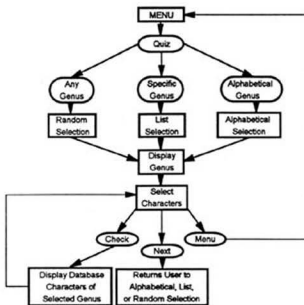 MENU
Quiz
Any
Genus
Specific
Genus
Alphabetical
Genus
Random
Selection
List
Selection
Alphabetical
Selection
Display
Genus
Select
Characters
Check
Next
Menu
Display Database
Characters of
Selected Genus
Returns User to
Alphabetical, List,
or Random Selection